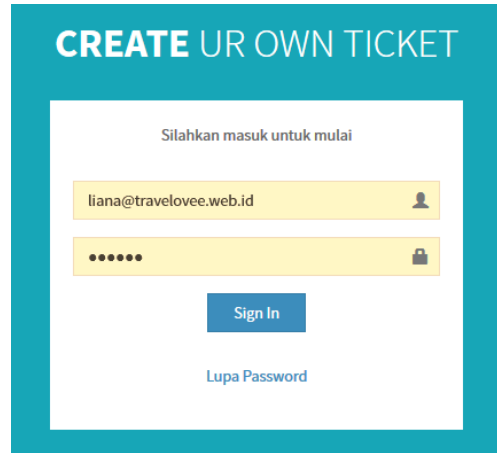 CREATE UR OWN TICKET
Silahkan masuk untuk mulai
liana@travelovee.web.id
••••••
Sign In
Lupa Password